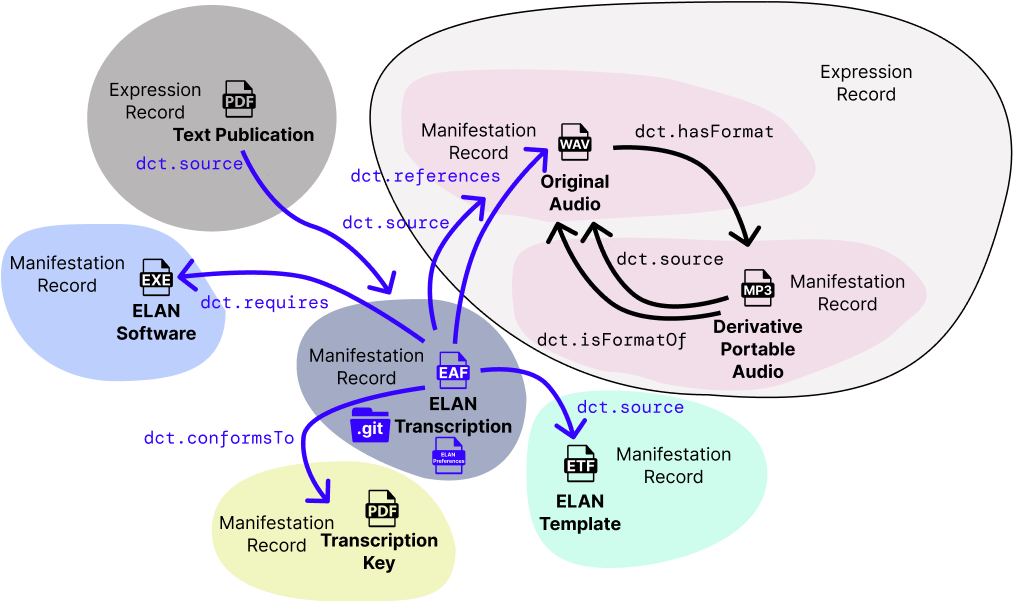 Expression
Record
PDF
Text Publication
dct.source
Expression
Record
Manifestation
Record
WAV
Original
Audio
dct.hasFormat
dct.references
dct.source
dct.source
dct.isFormatOf
MP3
Manifestation
Record
Derivative
Portable
Audio
Manifestation
Record
EXE
ELAN
Software
dct.requires
Manifestation
Record
EAF
ELAN
Transcription
.git
ELAN
Preferences
dct.source
dct.conformsTo
ETF
Manifestation
Record
ELAN
Template
Manifestation
Record
PDF
Transcription
Key